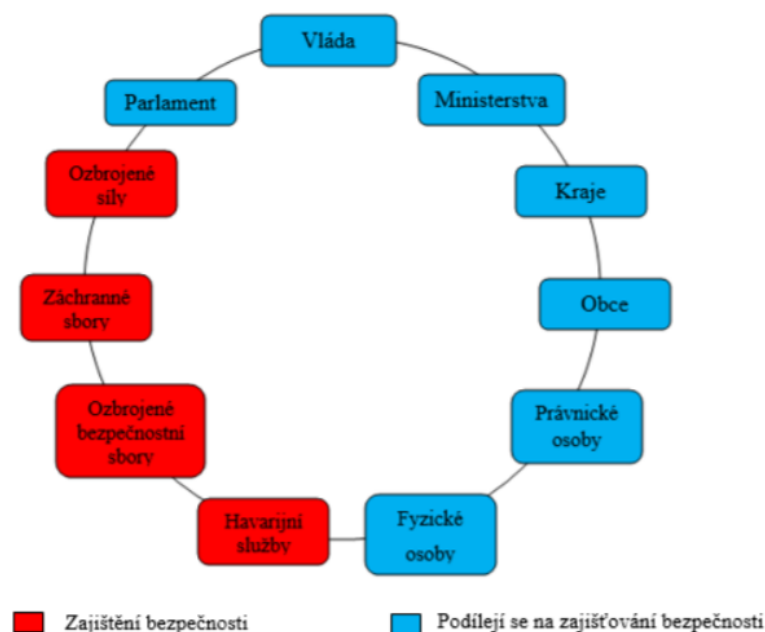 Vláda
Parlament
Ministerstva
Ozbrojené
síly
Kraje
Záchranné
sbory
Obce
Ozbrojené
bezpečnostní
sbory
Právnické
osoby
Havarijní
služby
Fyzické
osoby
Zajištění bezpečnosti
Podílejí se na zajišťování bezpečnosti